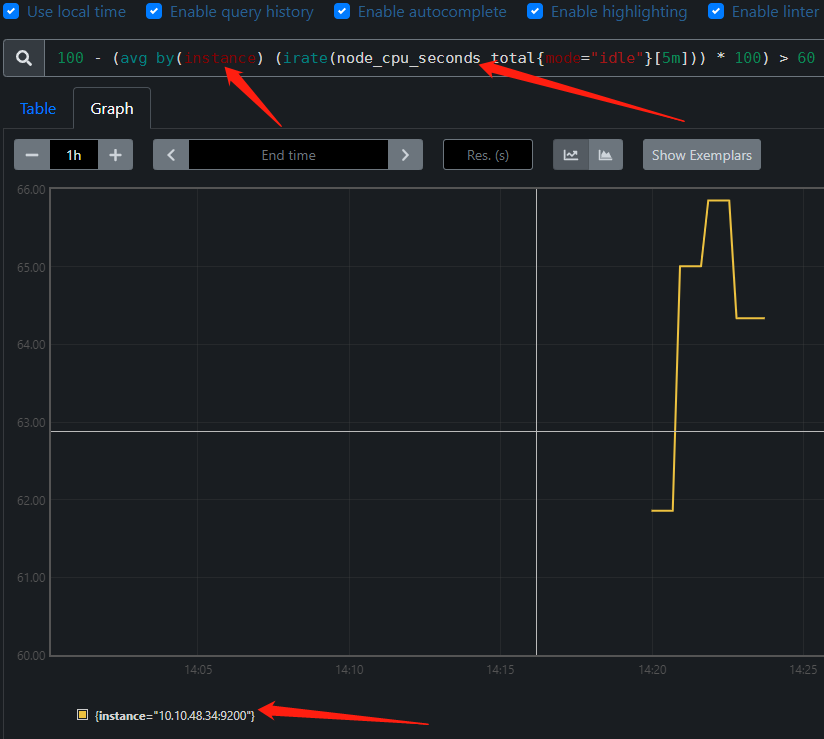 Use local time Enable query history Enable autocomplete Enable highlighting Enable linter
100 - (avg by(instance) (irate(node_cpu_seconds_total{mode="idle"}[5m])) * 100) > 60
Table Graph
1h End time Res. (s) Show Exemplars
66.00
65.00
64.00
63.00
62.00
61.00
60.00
14:05 14:10 14:15 14:20 14:25
{instance="10.10.48.34:9200"}